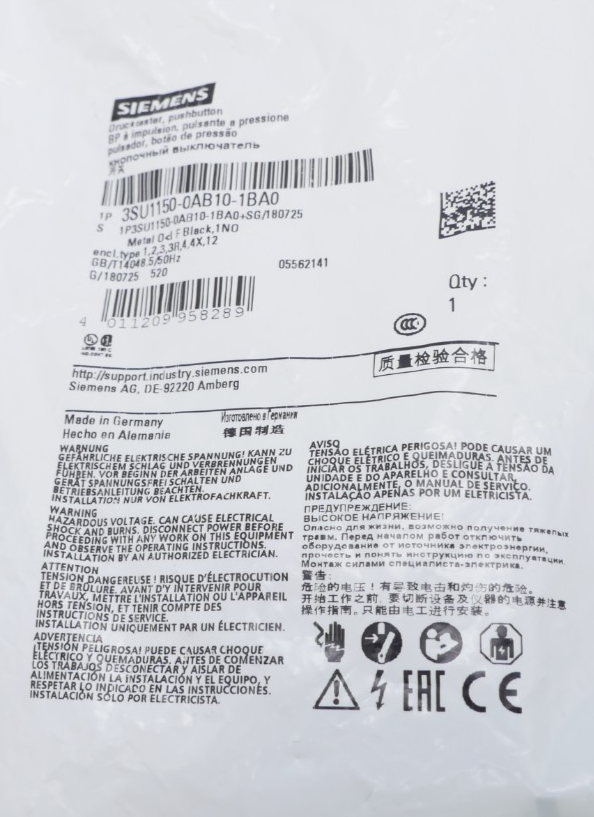 SIEMENS
Drucktaster, pushbutton
BP à impulsion, pulsante a pressione
pulsador, botão de pressão
кнопочный выключатель
开关
1P 3SU1150-0AB10-1BA0
S 1P3SU1150-0AB10-1BA0+SG/180725
Metal Black,1NO
encl.type 1,2,3,3R,4,4X,12
GB/T14048.5/50Hz
G/180725 520
05562141
Qty :
1
4 011209 958289
CCC
质量检验合格
http://support.industry.siemens.com
Siemens AG, DE-92220 Amberg
Made in Germany
Изготовлено в Германии
Hecho en Alemania
德国制造
WARNUNG
GEFÄHRLICHE ELEKTRISCHE SPANNUNG! KANN ZU
ELEKTRISCHEM SCHLAG UND VERBRENNUNGEN
FÜHREN. VOR BEGINN DER ARBEITEN ANLAGE UND
GERÄT SPANNUNGSFREI SCHALTEN UND
BETRIEBSANLEITUNG BEACHTEN.
INSTALLATION NUR VON ELEKTROFACHKRAFT.
WARNING
HAZARDOUS VOLTAGE. CAN CAUSE ELECTRICAL
SHOCK AND BURNS. DISCONNECT POWER BEFORE
PROCEEDING WITH ANY WORK ON THIS EQUIPMENT
AND OBSERVE THE OPERATING INSTRUCTIONS.
INSTALLATION BY AN AUTHORIZED ELECTRICIAN.
ATTENTION
TENSION DANGEREUSE! RISQUE D'ÉLECTROCUTION
ET DE BRÛLURE. AVANT D'Y INTERVENIR POUR
TRAVAUX, METTRE L'INSTALLATION OU L'APPAREIL
HORS TENSION, ET TENIR COMPTE DES
INSTRUCTIONS DE SERVICE.
INSTALLATION UNIQUEMENT PAR UN ÉLECTRICIEN.
ADVERTENCIA
¡TENSIÓN PELIGROSA! PUEDE CAUSAR CHOQUE
ELÉCTRICO Y QUEMADURAS. ANTES DE COMENZAR
LOS TRABAJOS DESCONECTAR Y AISLAR DE
ALIMENTACIÓN LA INSTALACIÓN Y EL EQUIPO, Y
RESPETAR LO INDICADO EN LAS INSTRUCCIONES.
INSTALACIÓN SÓLO POR ELECTRICISTA.
AVISO
TENSÃO ELÉTRICA PERIGOSA! PODE CAUSAR UM
CHOQUE ELÉTRICO E QUEIMADURAS. ANTES DE
INICIAR OS TRABALHOS, DESLIGUE A TENSÃO DA
UNIDADE E DO APARELHO E CONSULTAR,
ADICIONALMENTE, O MANUAL DE SERVIÇO.
INSTALAÇÃO APENAS POR UM ELETRICISTA.
ПРЕДУПРЕЖДЕНИЕ:
ВЫСОКОЕ НАПРЯЖЕНИЕ!
Опасно для жизни, возможно получение тяжелых
травм. Перед началом работ отключить
оборудование от источника электроэнергии,
прочесть и понять инструкцию по эксплуатации.
Монтаж силами специалиста-электрика.
警告:
危险的电压！有导致电击和灼伤的危险。
开始工作之前，要切断设备及仪器的电源并注意
操作指南。只能由电工进行安装。
EAC CE